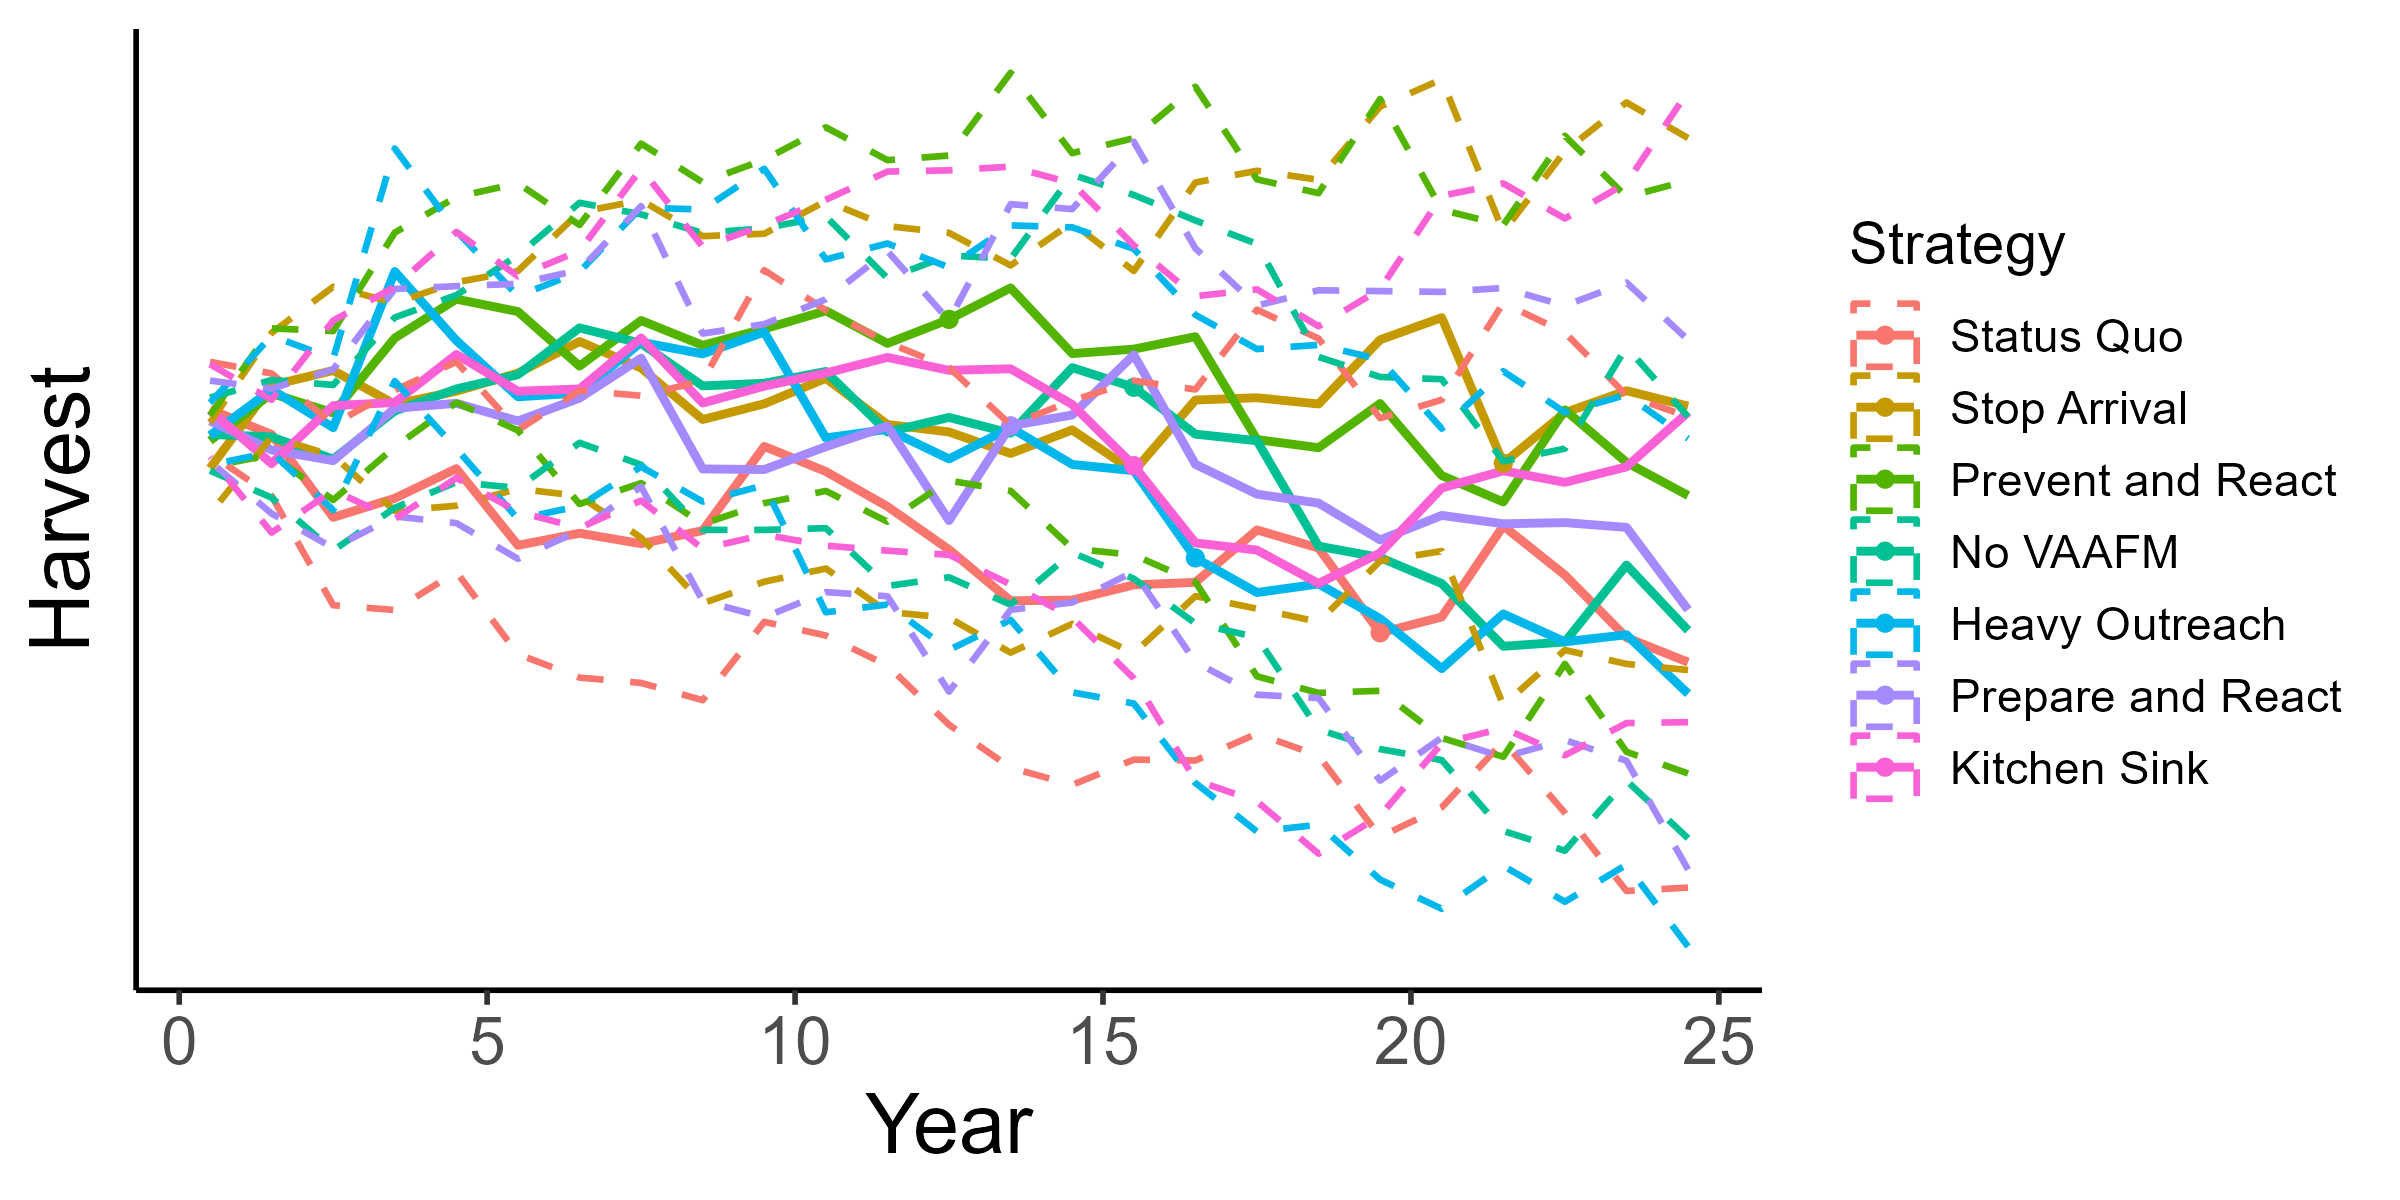 Harvest
0 5 10 15 20 25
Year
Strategy
Status Quo
Stop Arrival
Prevent and React
No VAAFM
Heavy Outreach
Prepare and React
Kitchen Sink